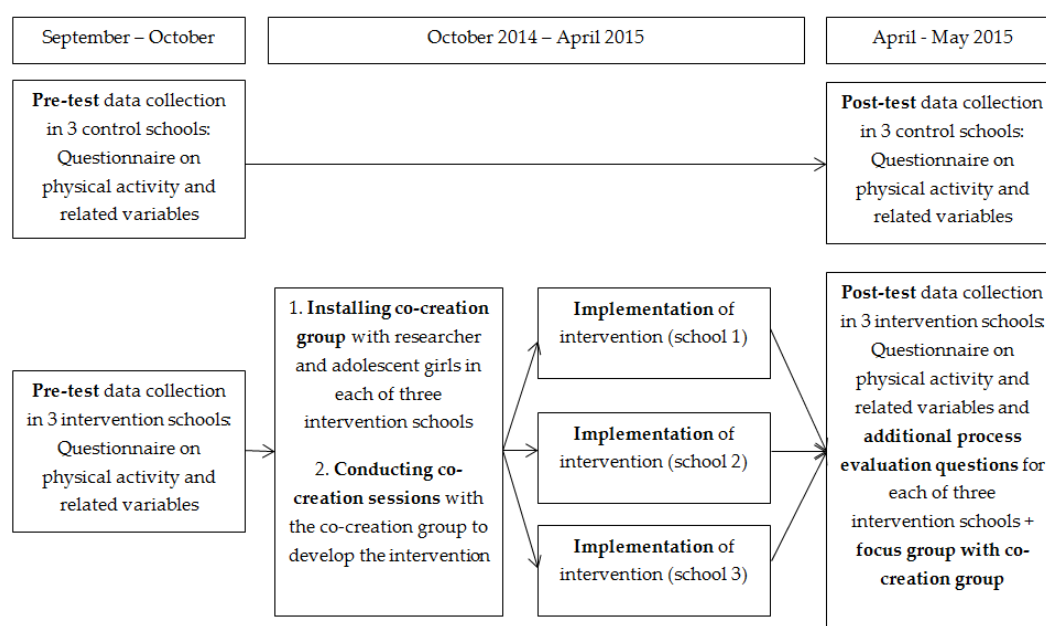 September – October
October 2014 – April 2015
April - May 2015
Pre-test data collection
in 3 control schools:
Questionnaire on
physical activity and
related variables
Post-test data collection
in 3 control schools:
Questionnaire on
physical activity and
related variables
Pre-test data collection
in 3 intervention schools:
Questionnaire on
physical activity and
related variables
1. Installing co-creation
group with researcher
and adolescent girls in
each of three
intervention schools
2. Conducting co-
creation sessions with
the co-creation group to
develop the intervention
Implementation of
intervention (school 1)
Implementation of
intervention (school 2)
Implementation of
intervention (school 3)
Post-test data collection
in 3 intervention schools:
Questionnaire on
physical activity and
related variables and
additional process
evaluation questions for
each of three
intervention schools +
focus group with co-
creation group